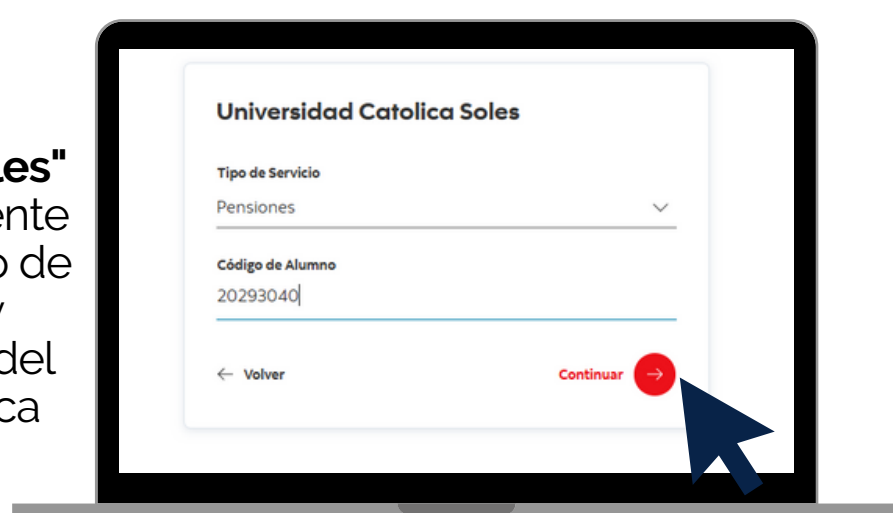 les"
ente
o de
y
del
ca
Universidad Catolica Soles
Tipo de Servicio
Pensiones
Código de Alumno
20293040
← Volver
Continuar →